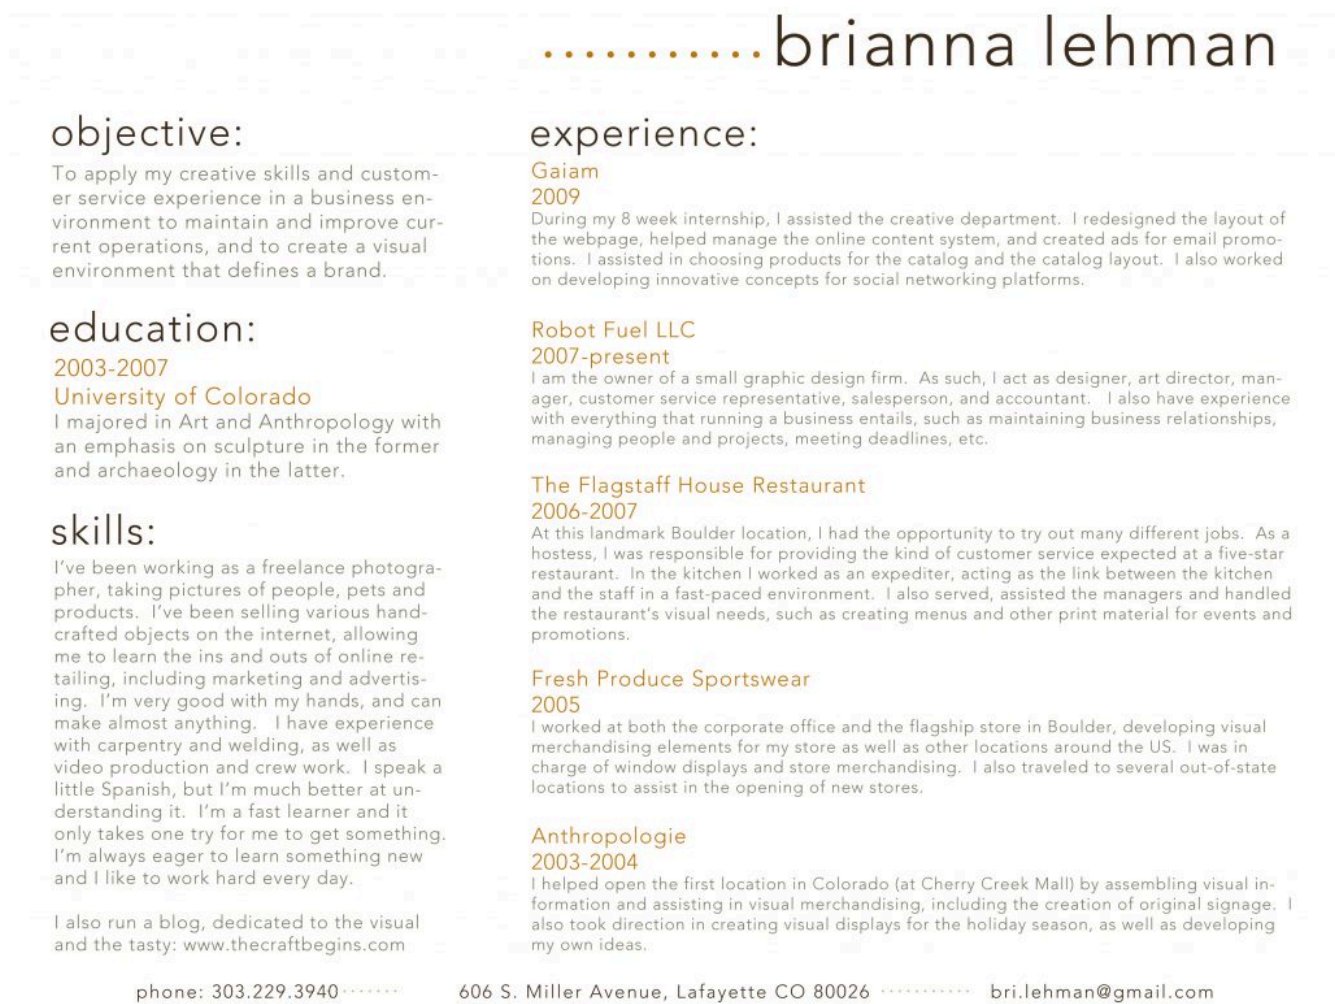 brianna lehman
objective:
To apply my creative skills and custom-
er service experience in a business en-
vironment to maintain and improve cur-
rent operations, and to create a visual
environment that defines a brand.
education:
2003-2007
University of Colorado
I majored in Art and Anthropology with
an emphasis on sculpture in the former
and archaeology in the latter.
skills:
I've been working as a freelance photogra-
pher, taking pictures of people, pets and
products. I've been selling various hand-
crafted objects on the internet, allowing
me to learn the ins and outs of online re-
tailing, including marketing and advertis-
ing. I'm very good with my hands, and can
make almost anything. I have experience
with carpentry and welding, as well as
video production and crew work. I speak a
little Spanish, but I'm much better at un-
derstanding it. I'm a fast learner and it
only takes one try for me to get something.
I'm always eager to learn something new
and I like to work hard every day.
I also run a blog, dedicated to the visual
and the tasty: www.thecraftbegins.com
experience:
Gaiam
2009
During my 8 week internship, I assisted the creative department. I redesigned the layout of
the webpage, helped manage the online content system, and created ads for email promo-
tions. I assisted in choosing products for the catalog and the catalog layout. I also worked
on developing innovative concepts for social networking platforms.
Robot Fuel LLC
2007-present
I am the owner of a small graphic design firm. As such, I act as designer, art director, man-
ager, customer service representative, salesperson, and accountant. I also have experience
with everything that running a business entails, such as maintaining business relationships,
managing people and projects, meeting deadlines, etc.
The Flagstaff House Restaurant
2006-2007
At this landmark Boulder location, I had the opportunity to try out many different jobs. As a
hostess, I was responsible for providing the kind of customer service expected at a five-star
restaurant. In the kitchen I worked as an expediter, acting as the link between the kitchen
and the staff in a fast-paced environment. I also served, assisted the managers and handled
the restaurant's visual needs, such as creating menus and other print material for events and
promotions.
Fresh Produce Sportswear
2005
I worked at both the corporate office and the flagship store in Boulder, developing visual
merchandising elements for my store as well as other locations around the US. I was in
charge of window displays and store merchandising. I also traveled to several out-of-state
locations to assist in the opening of new stores.
Anthropologie
2003-2004
I helped open the first location in Colorado (at Cherry Creek Mall) by assembling visual in-
formation and assisting in visual merchandising, including the creation of original signage. I
also took direction in creating visual displays for the holiday season, as well as developing
my own ideas.
phone: 303.229.3940 606 S. Miller Avenue, Lafayette CO 80026 bri.lehman@gmail.com